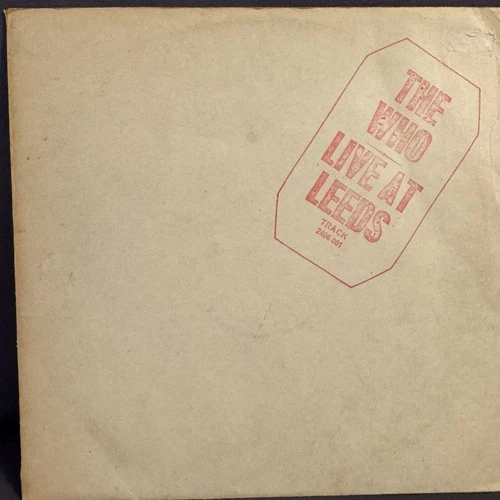 THE
WHO
LIVE AT
LEEDS
TRACK
2406 001